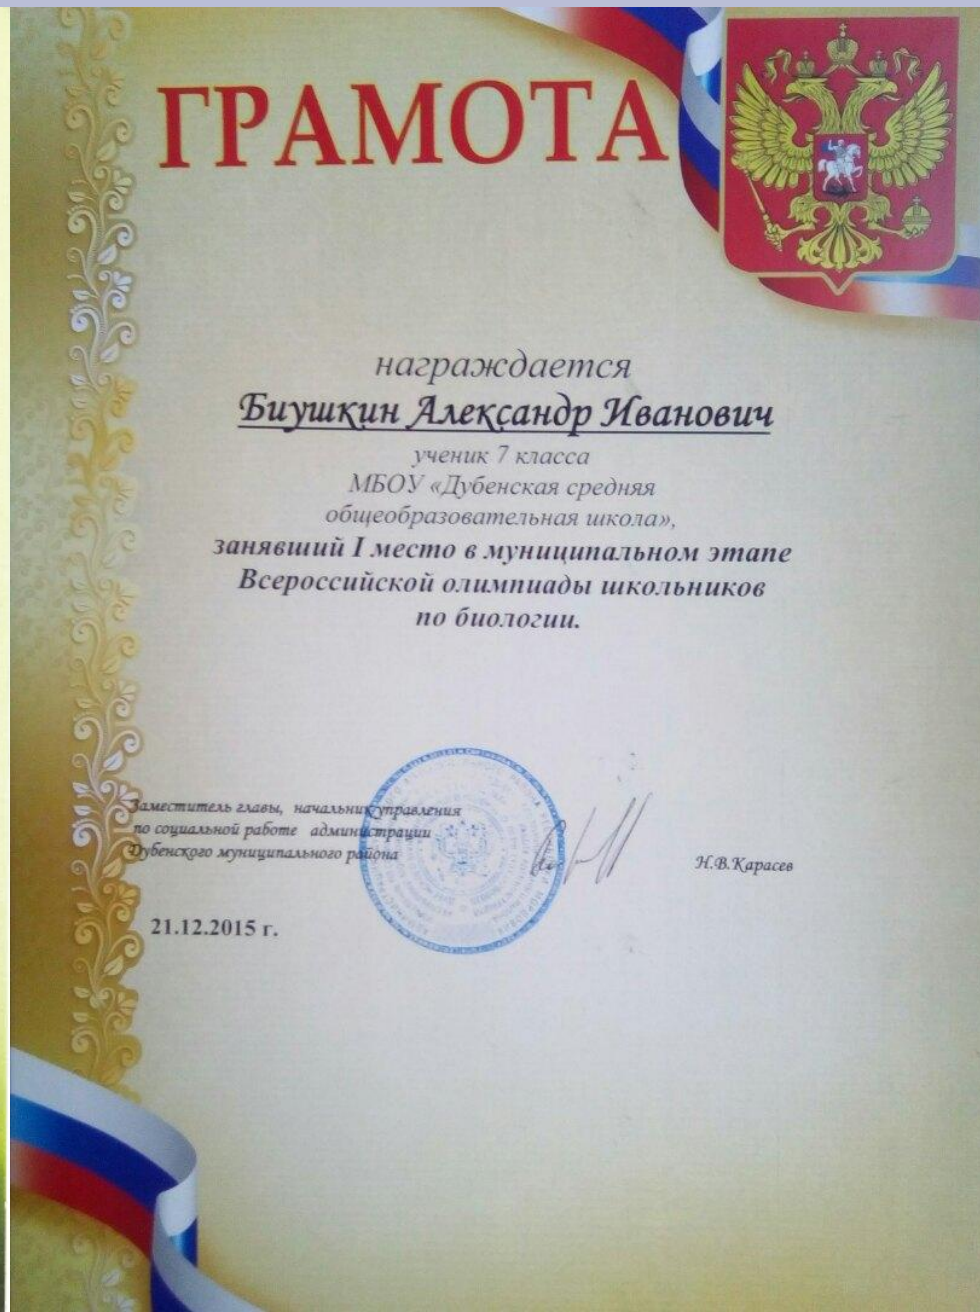 ГРАМОТА
награждается
Биушкин Александр Иванович
ученик 7 класса
МБОУ «Дубенская средняя
общеобразовательная школа»,
занявший I место в муниципальном этапе
Всероссийской олимпиады школьников
по биологии.
Заместитель главы, начальник управления
по социальной работе администрации
Дубенского муниципального района
Н.В.Карасев
21.12.2015 г.